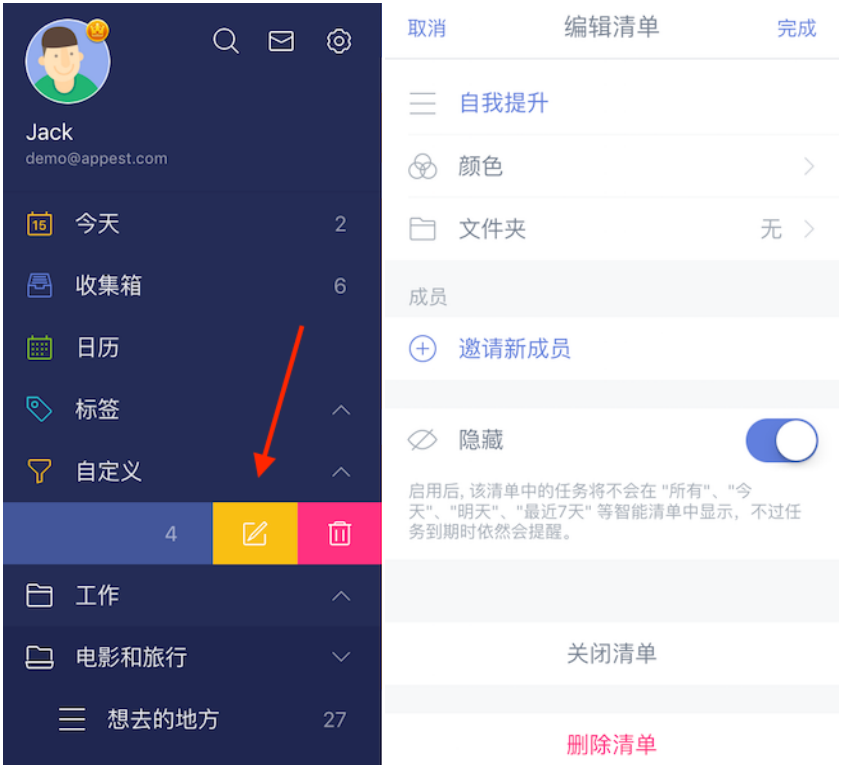 Jack
demo@appest.com
15
今天 2
收集箱 6
日历
标签
自定义
4
工作
电影和旅行
想去的地方 27
取消 编辑清单 完成
自我提升
颜色
文件夹 无
成员
邀请新成员
隐藏
启用后, 该清单中的任务将不会在 "所有"、"今
天"、"明天"、"最近7天" 等智能清单中显示，不过任
务到期时依然会提醒。
关闭清单
删除清单